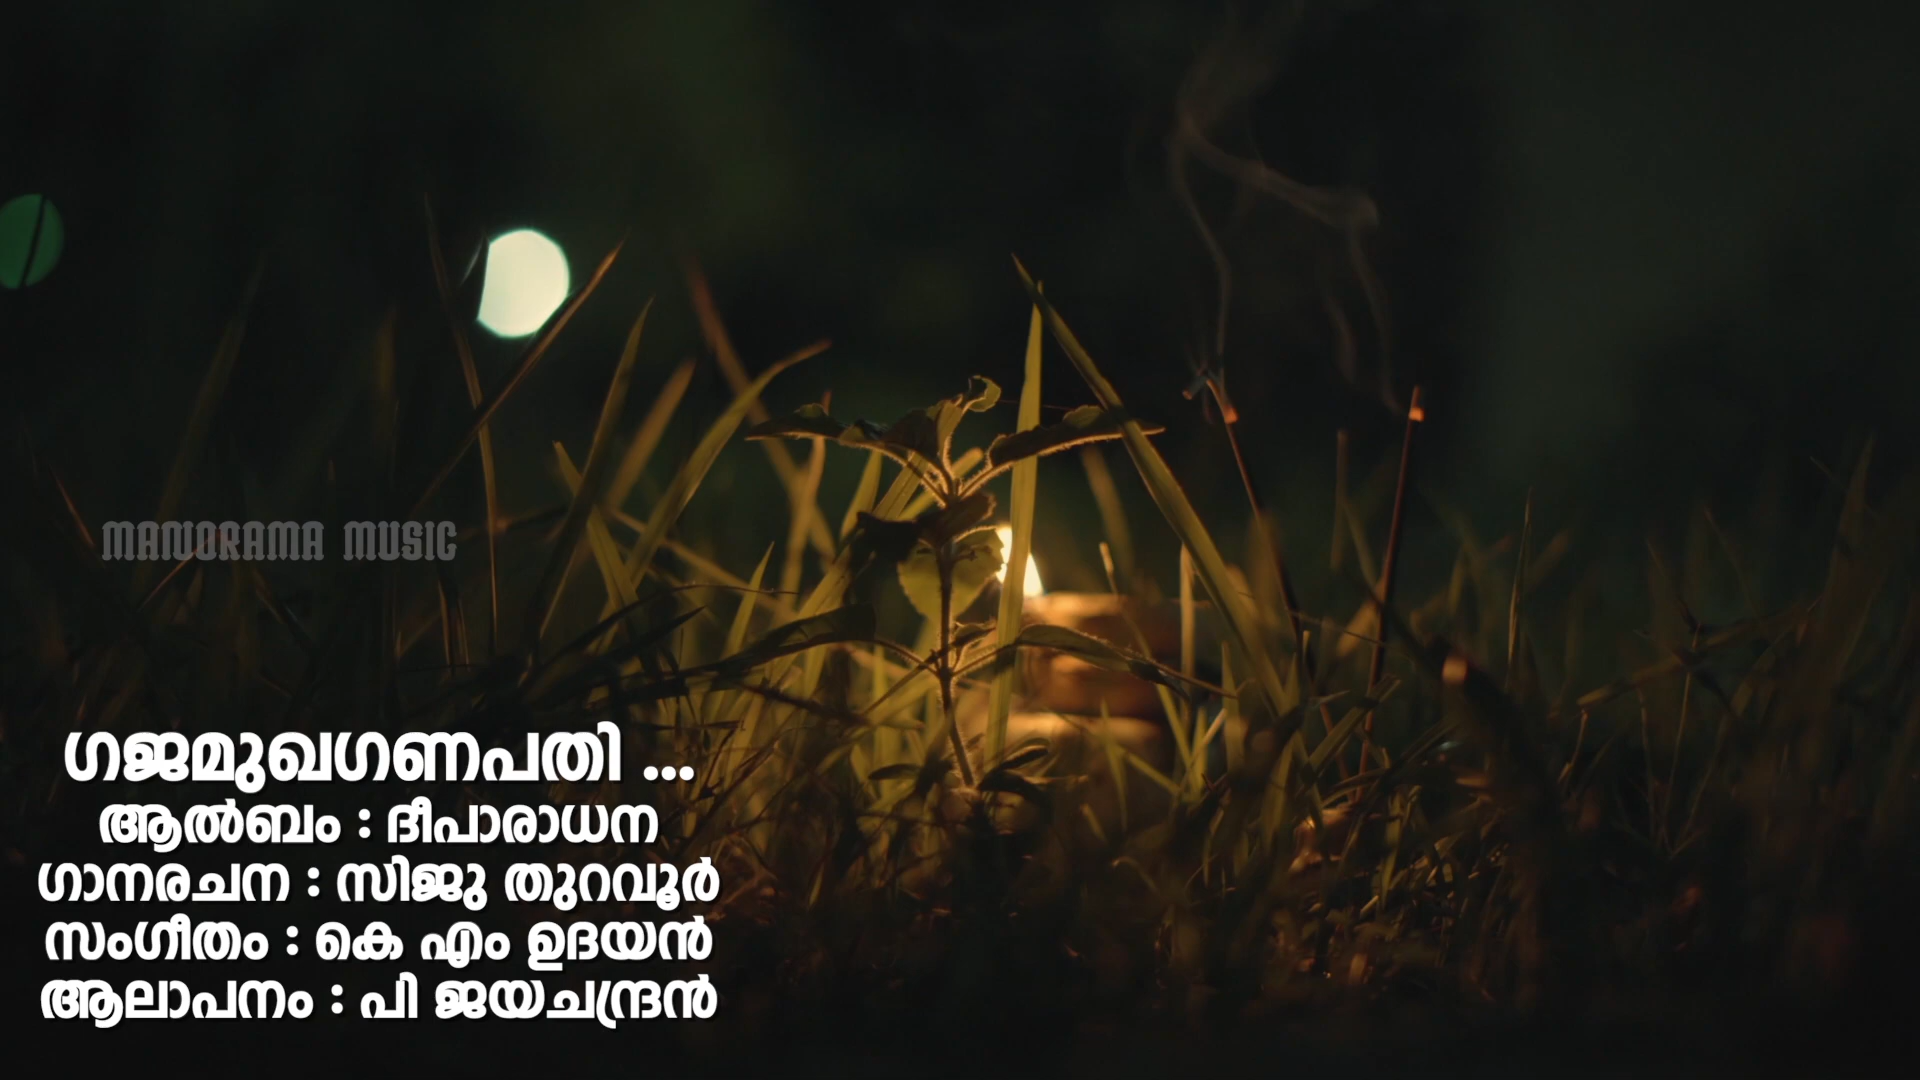 MANORAMA MUSIC
ഗജമുഖഗണപതി ...
ആൽബം : ദീപാരാധന
ഗാനരചന : സിജു തുറവൂർ
സംഗീതം : കെ എം ഉദയൻ
ആലാപനം : പി ജയചന്ദ്രൻ